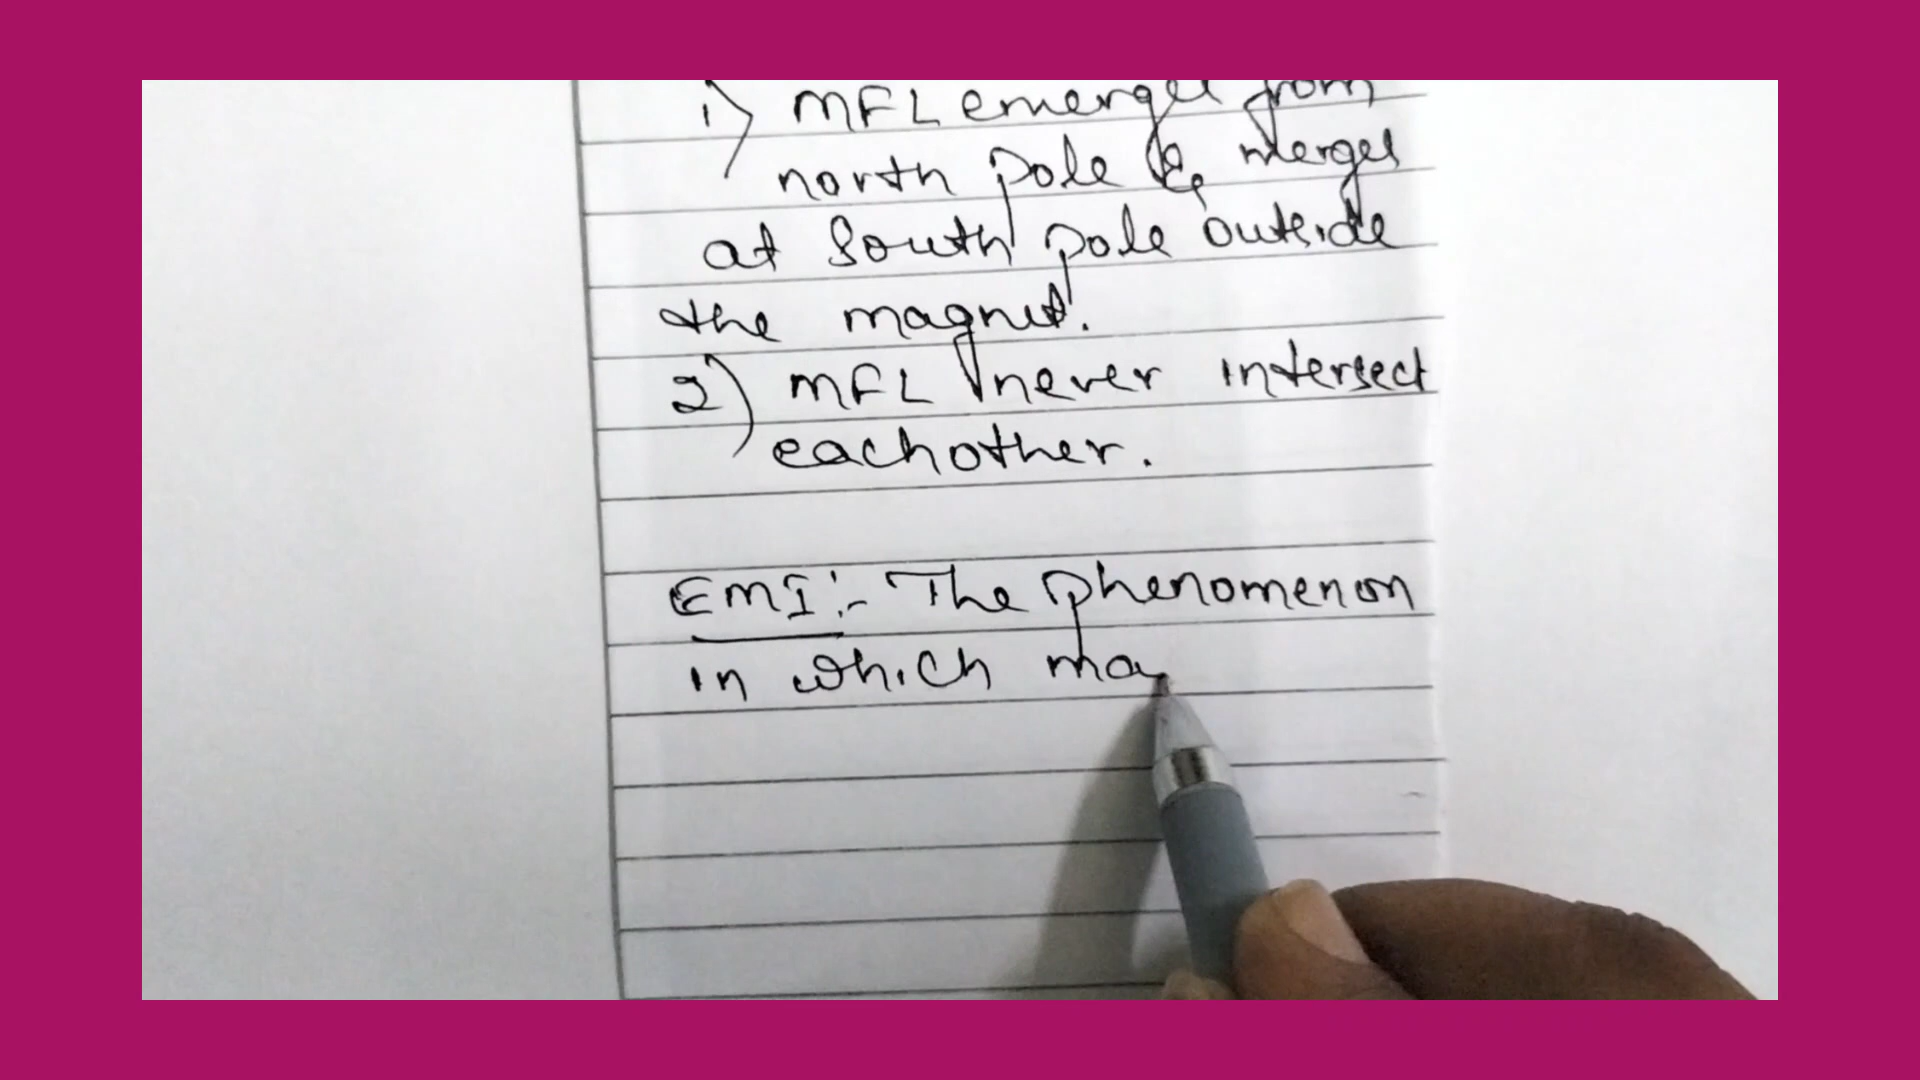 1) MFL emerges from
north pole & merges
at South pole outside
the magnet.
2) MFL never intersect
eachother.
EMI :- The phenomenon
in which ma